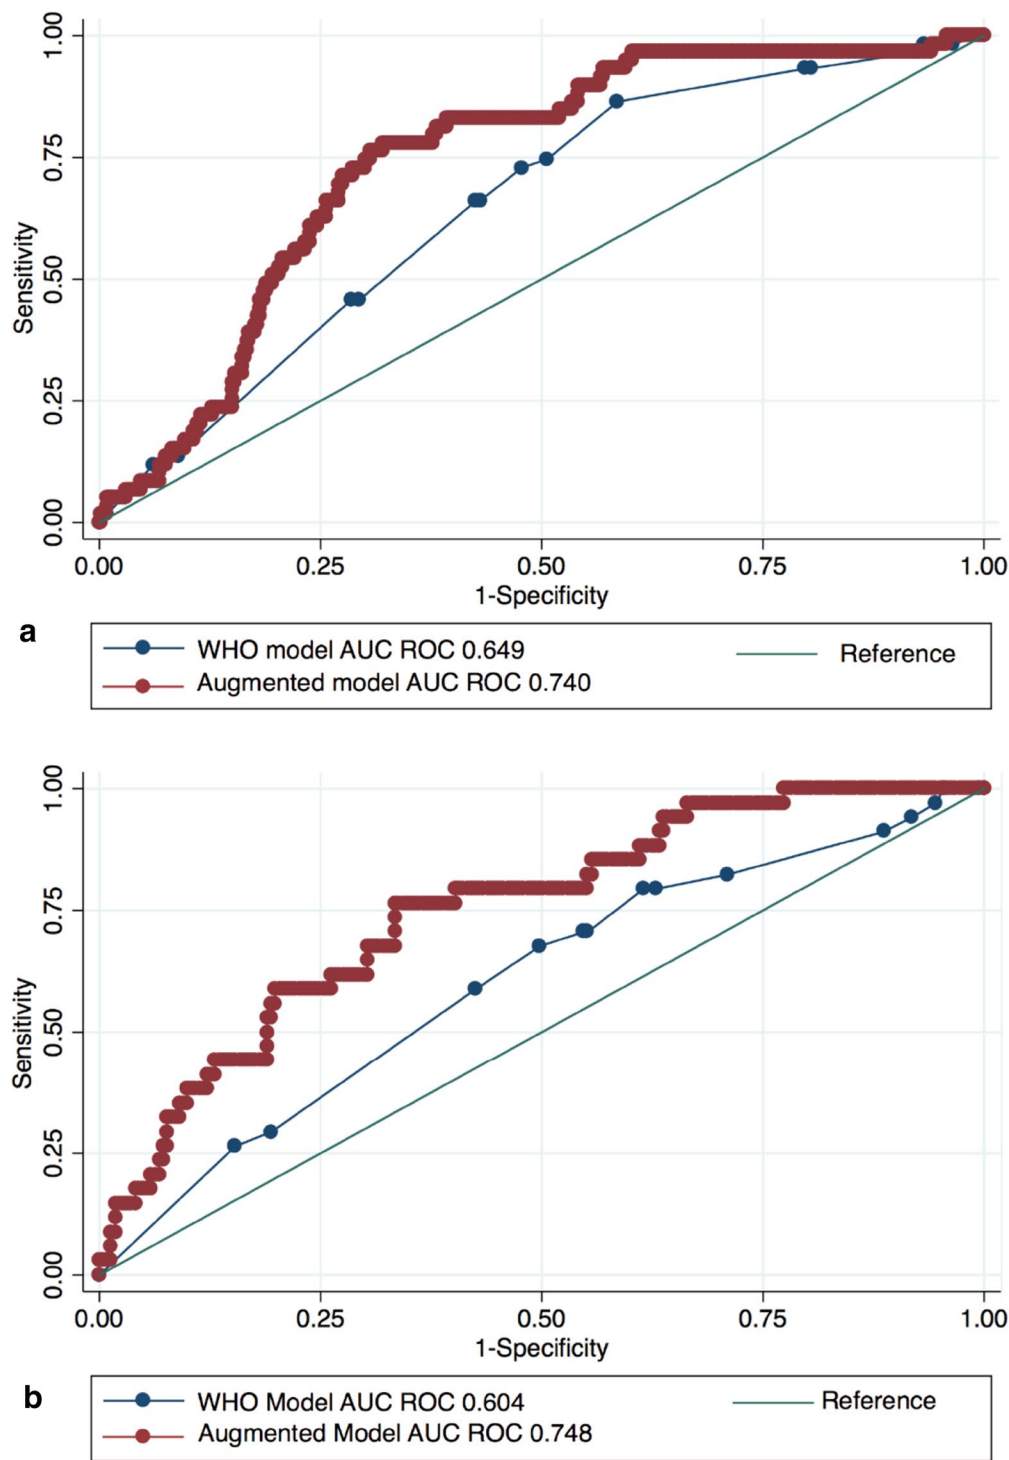 1.00
0.75
0.50
0.25
0.00
Sensitivity
0.00 0.25 0.50 0.75 1.00
1-Specificity
a
WHO model AUC ROC 0.649
Reference
Augmented model AUC ROC 0.740
1.00
0.75
0.50
0.25
0.00
Sensitivity
0.00 0.25 0.50 0.75 1.00
1-Specificity
b
WHO Model AUC ROC 0.604
Reference
Augmented Model AUC ROC 0.748